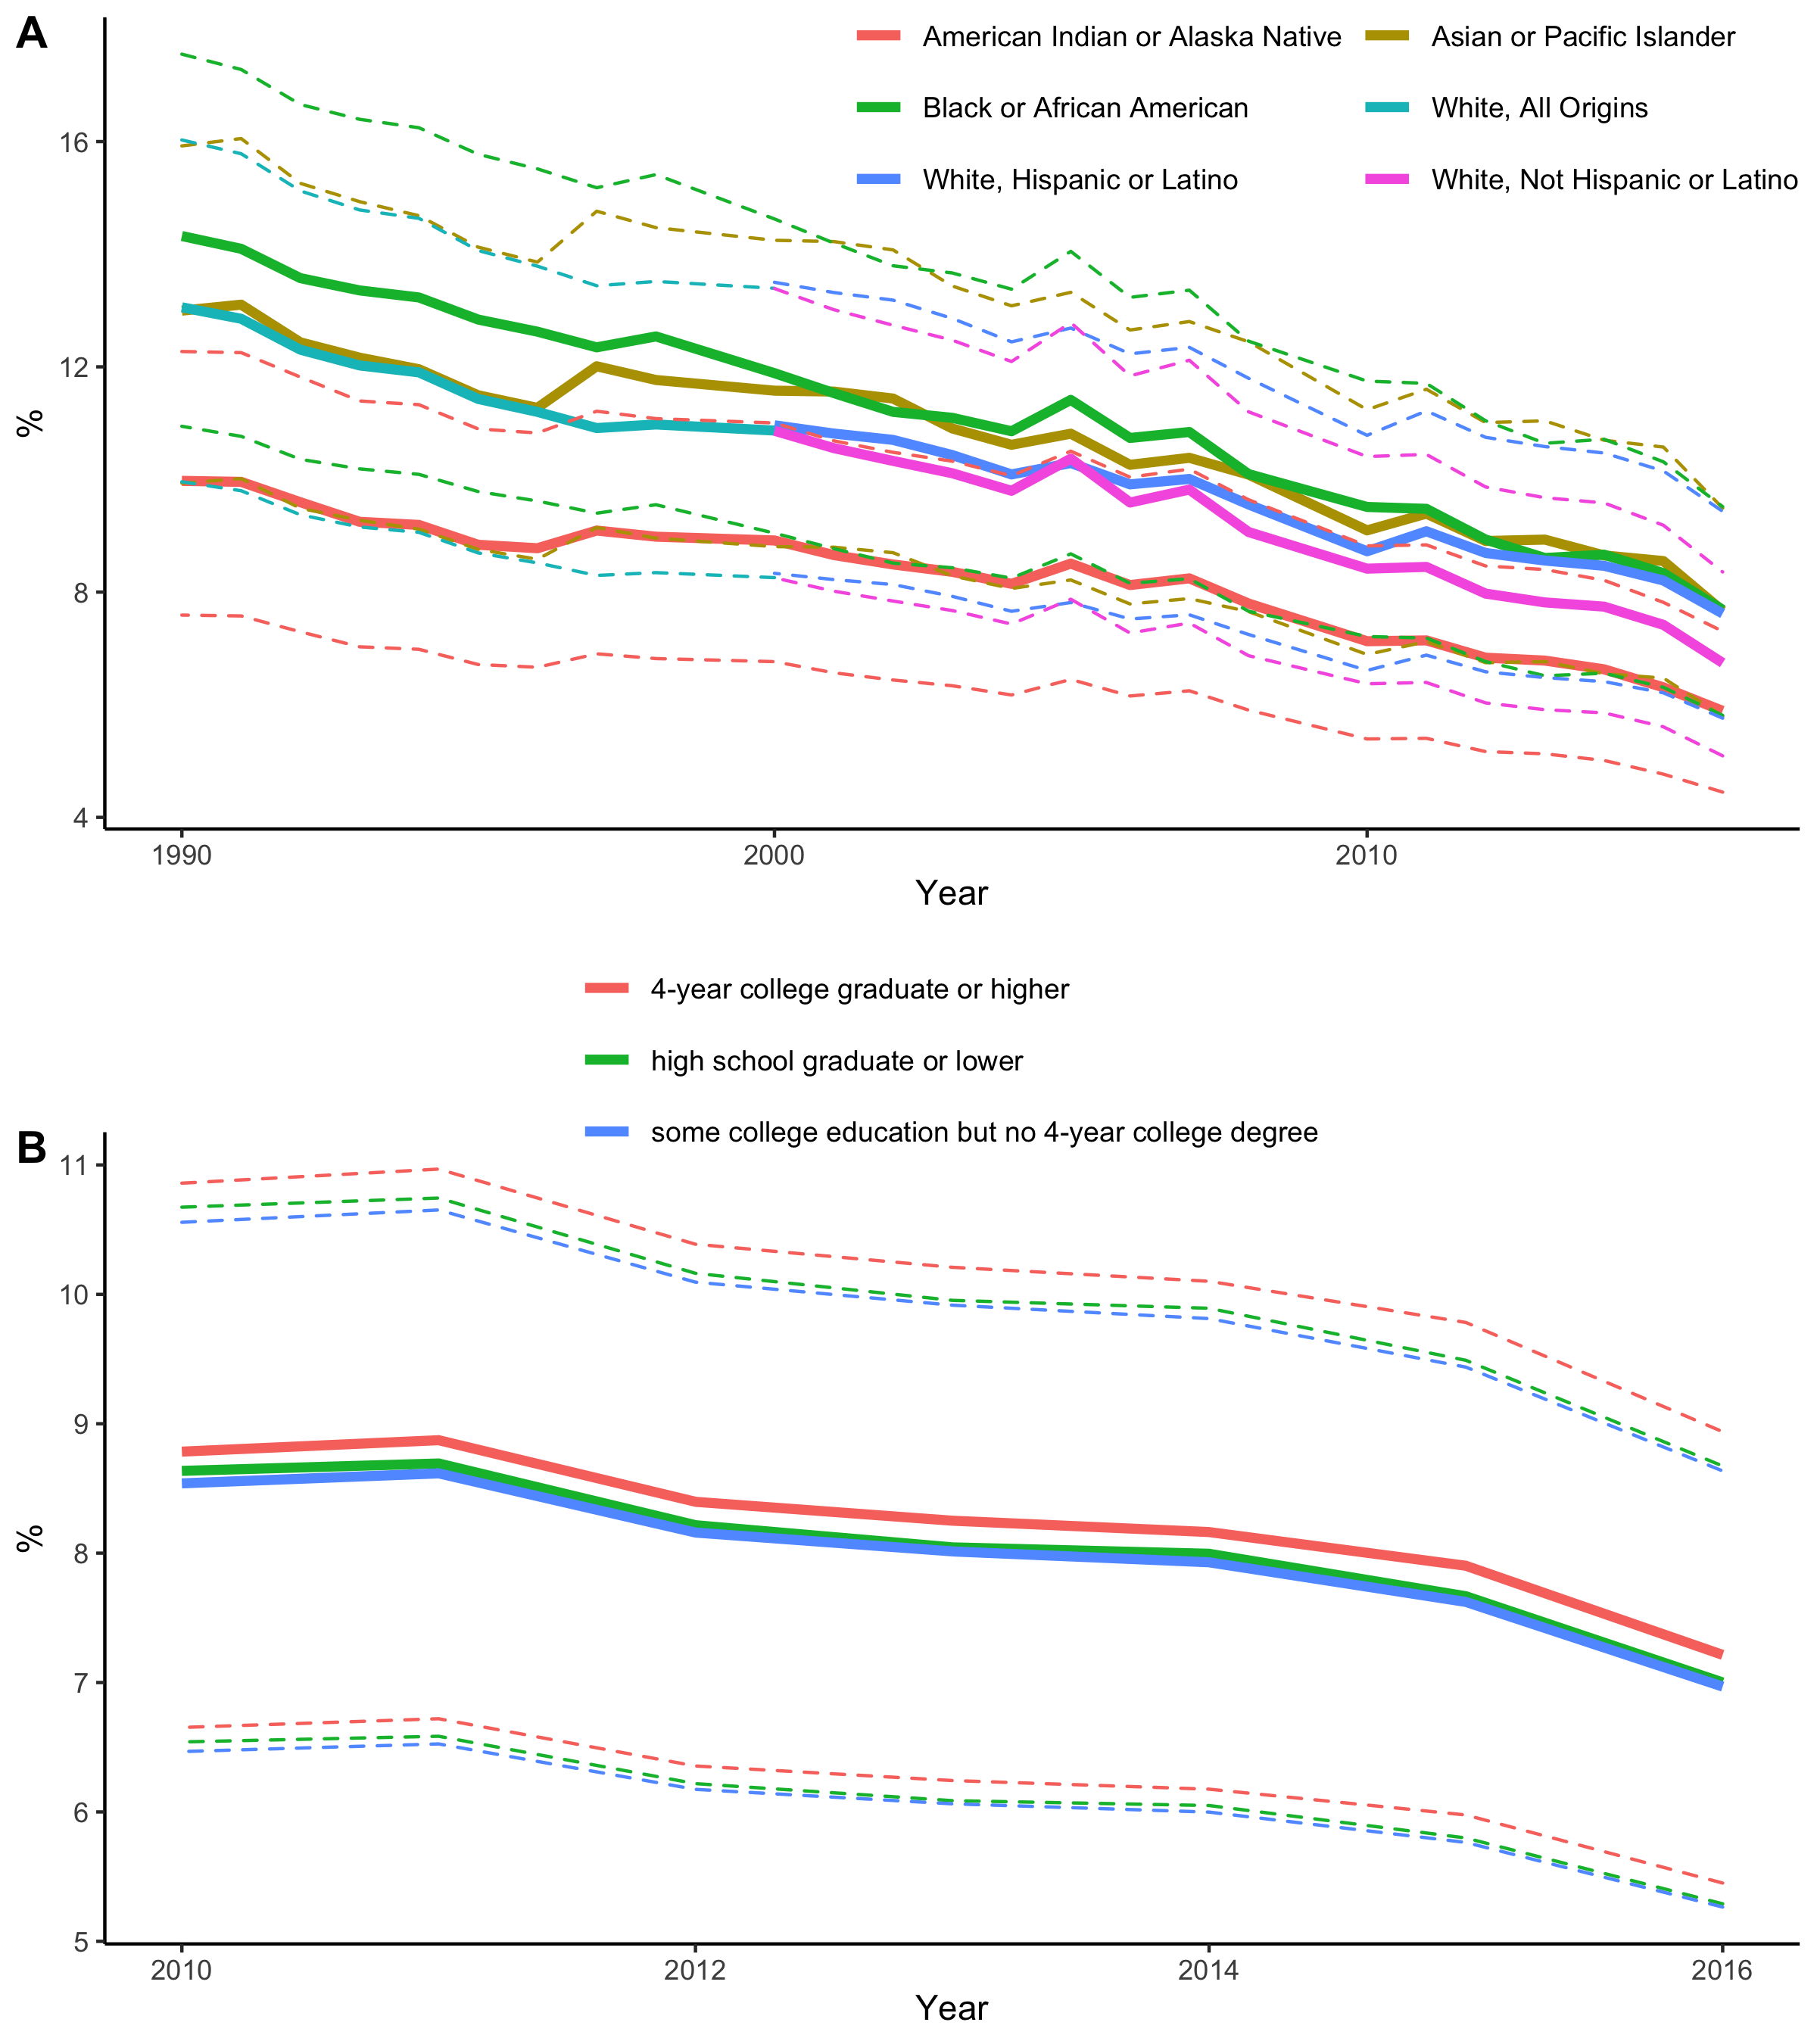 A
American Indian or Alaska Native
Asian or Pacific Islander
Black or African American
White, All Origins
White, Hispanic or Latino
White, Not Hispanic or Latino
16
12
8
4
%
1990 2000 2010
Year
4-year college graduate or higher
high school graduate or lower
some college education but no 4-year college degree
B
11
10
9
8
7
6
5
%
2010 2012 2014 2016
Year